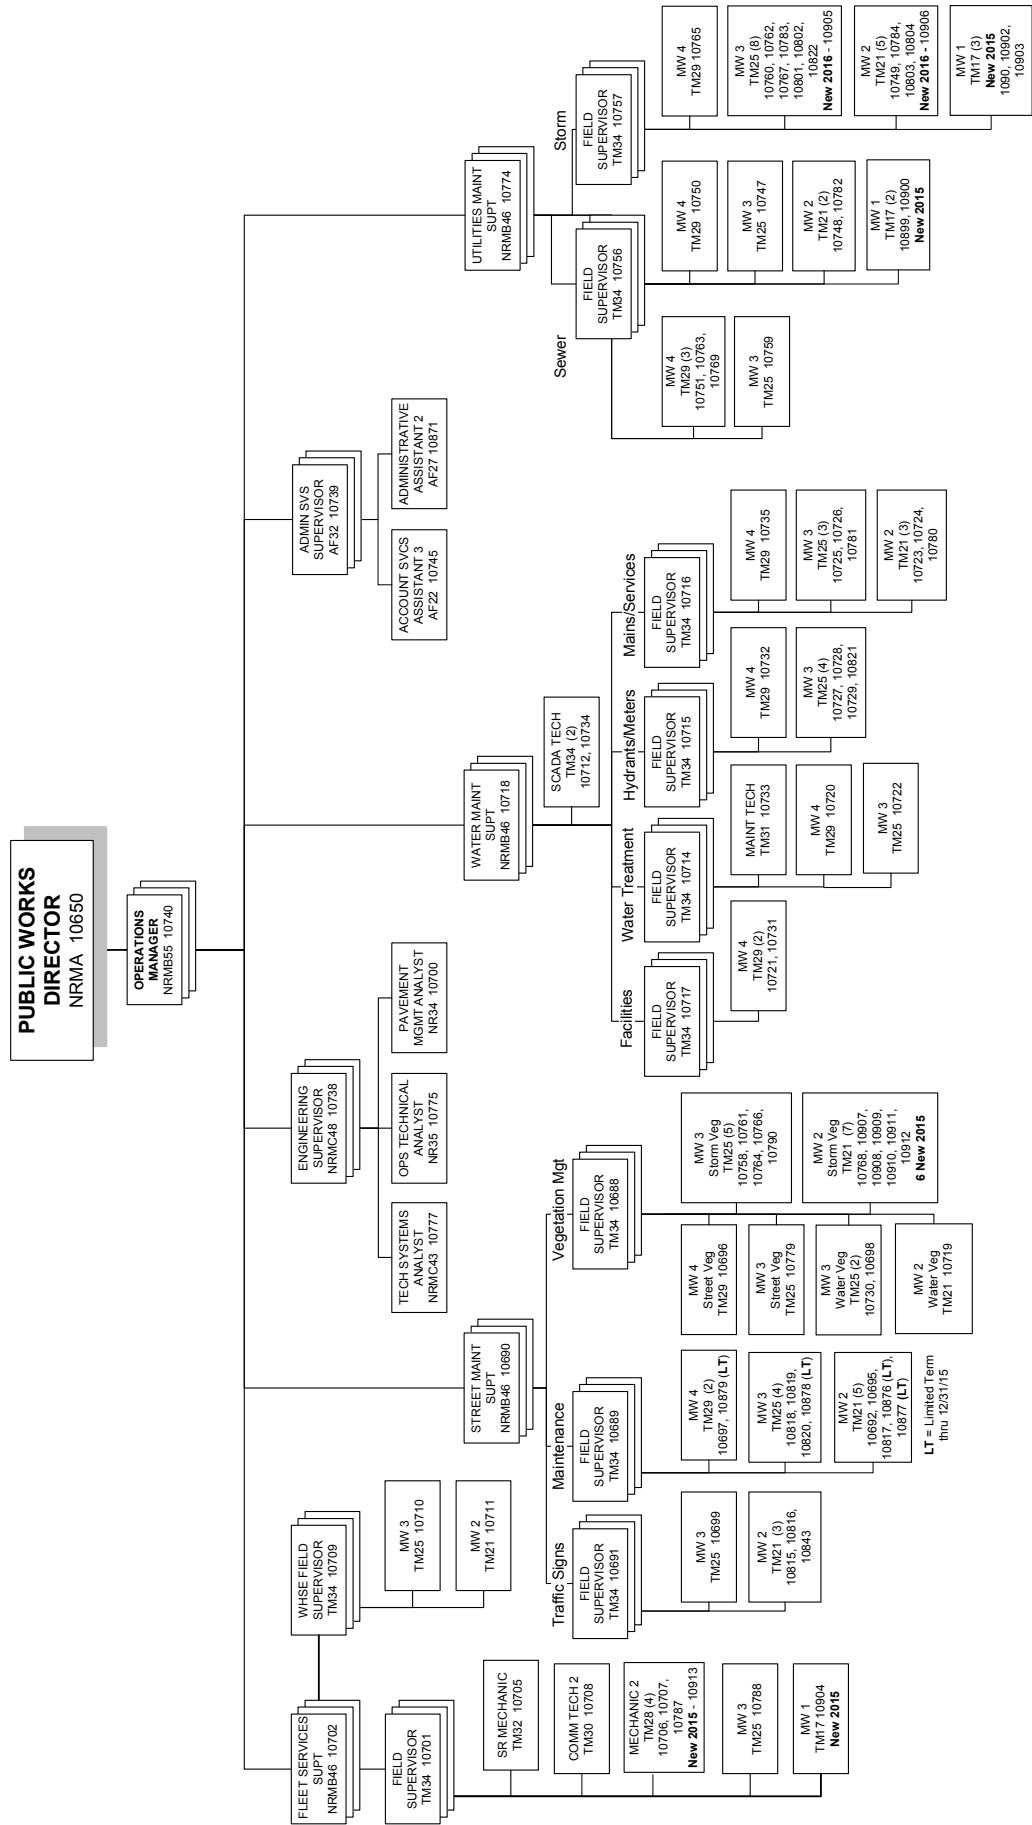 PUBLIC WORKS
DIRECTOR
NRMA 10650
OPERATIONS
MANAGER
NRMB55 10740
FLEET SERVICES
SUPT
NRMB46 10702
WHSE FIELD
SUPERVISOR
TM34 10709
MW 3
TM25 10710
MW 2
TM21 10711
FIELD
SUPERVISOR
TM34 10701
SR MECHANIC
TM32 10705
COMM TECH 2
TM30 10708
MECHANIC 2
TM28 (4)
10706, 10707,
10787
New 2015 - 10913
MW 3
TM25 10788
MW 1
TM17 10904
New 2015
STREET MAINT
SUPT
NRMB46 10690
Traffic Signs
FIELD
SUPERVISOR
TM34 10691
MW 3
TM25 10699
MW 2
TM21 (3)
10815, 10816,
10843
Maintenance
FIELD
SUPERVISOR
TM34 10689
MW 4
TM29 (2)
10697, 10879 (LT)
MW 3
TM25 (4)
10818, 10819,
10820, 10878 (LT)
MW 2
TM21 (5)
10692, 10695,
10817, 10876 (LT),
10877 (LT)
LT = Limited Term
thru 12/31/15
Vegetation Mgt
FIELD
SUPERVISOR
TM34 10688
MW 4
Street Veg
TM29 10696
MW 3
Street Veg
TM25 10779
MW 3
Water Veg
TM25 (2)
10730, 10698
MW 2
Water Veg
TM21 10719
MW 3
Storm Veg
TM25 (5)
10758, 10761,
10764, 10766,
10790
MW 2
Storm Veg
TM21 (7)
10768, 10907,
10908, 10909,
10910, 10911,
10912
6 New 2015
ENGINEERING
SUPERVISOR
NRMC48 10738
TECH SYSTEMS
ANALYST
NRMC43 10777
OPS TECHNICAL
ANALYST
NR35 10775
PAVEMENT
MGMT ANALYST
NR34 10700
WATER MAINT
SUPT
NRMB46 10718
SCADA TECH
TM34 (2)
10712, 10734
Facilities
FIELD
SUPERVISOR
TM34 10717
MW 4
TM29 (2)
10721, 10731
Water Treatment
FIELD
SUPERVISOR
TM34 10714
MAINT TECH
TM31 10733
MW 4
TM29 10720
MW 3
TM25 10722
Hydrants/Meters
FIELD
SUPERVISOR
TM34 10715
MW 4
TM29 10732
MW 3
TM25 (4)
10727, 10728,
10729, 10821
Mains/Services
FIELD
SUPERVISOR
TM34 10716
MW 4
TM29 10735
MW 3
TM25 (3)
10725, 10726,
10781
MW 2
TM21 (3)
10723, 10724,
10780
ADMIN SVS
SUPERVISOR
AF32 10739
ACCOUNT SVCS
ASSISTANT 3
AF22 10745
ADMINISTRATIVE
ASSISTANT 2
AF27 10871
UTILITIES MAINT
SUPT
NRMB46 10774
Sewer
FIELD
SUPERVISOR
TM34 10756
MW 4
TM29 (3)
10751, 10763,
10769
MW 3
TM25 10759
MW 4
TM29 10750
MW 3
TM25 10747
MW 2
TM21 (2)
10748, 10782
MW 1
TM17 (2)
10899, 10900
New 2015
Storm
FIELD
SUPERVISOR
TM34 10757
MW 4
TM29 10765
MW 3
TM25 (8)
10760, 10762,
10767, 10783,
10801, 10802,
10822
New 2016 - 10905
MW 2
TM21 (5)
10749, 10784,
10803, 10804
New 2016 - 10906
MW 1
TM17 (3)
New 2015
1090, 10902,
10903